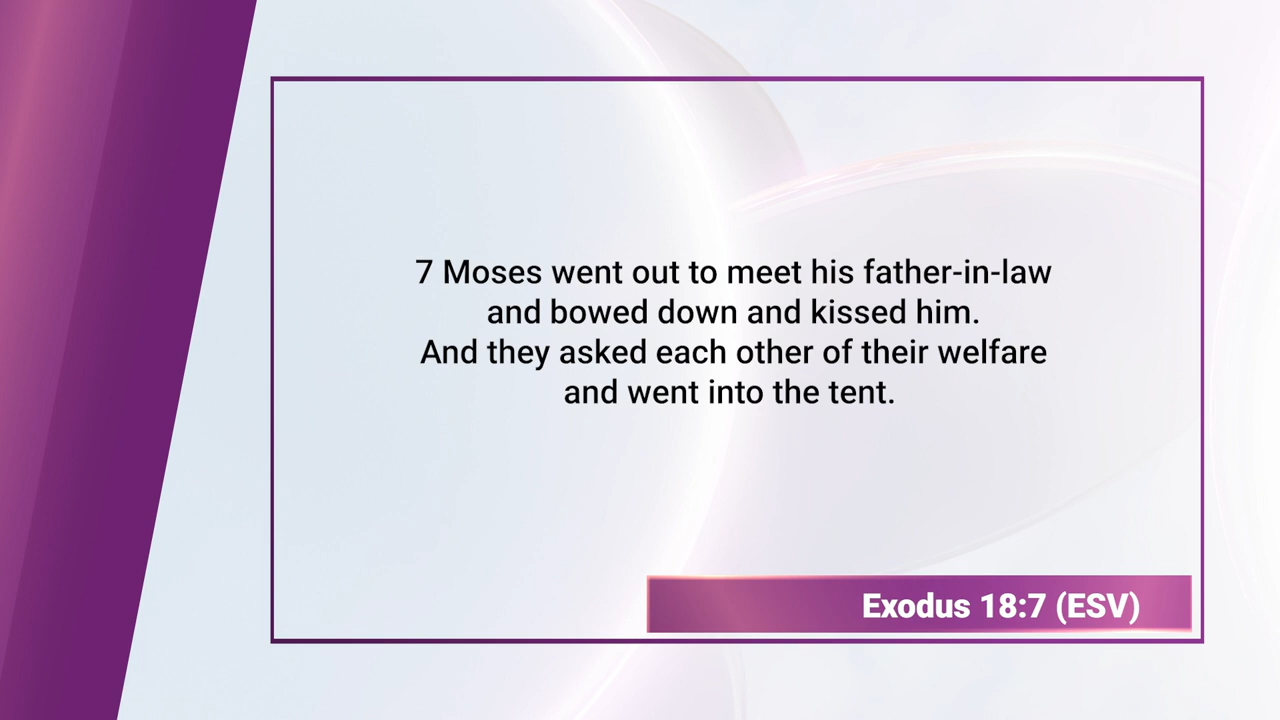 7 Moses went out to meet his father-in-law
and bowed down and kissed him.
And they asked each other of their welfare
and went into the tent.
Exodus 18:7 (ESV)